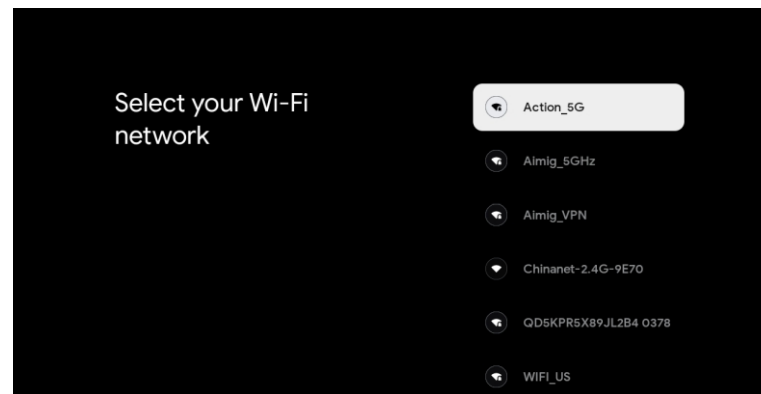 Select your Wi-Fi
network
Action_5G
Aimig_5GHz
Aimig_VPN
Chinanet-2.4G-9E70
QD5KPR5X89JL2B4 0378
WIFI_US